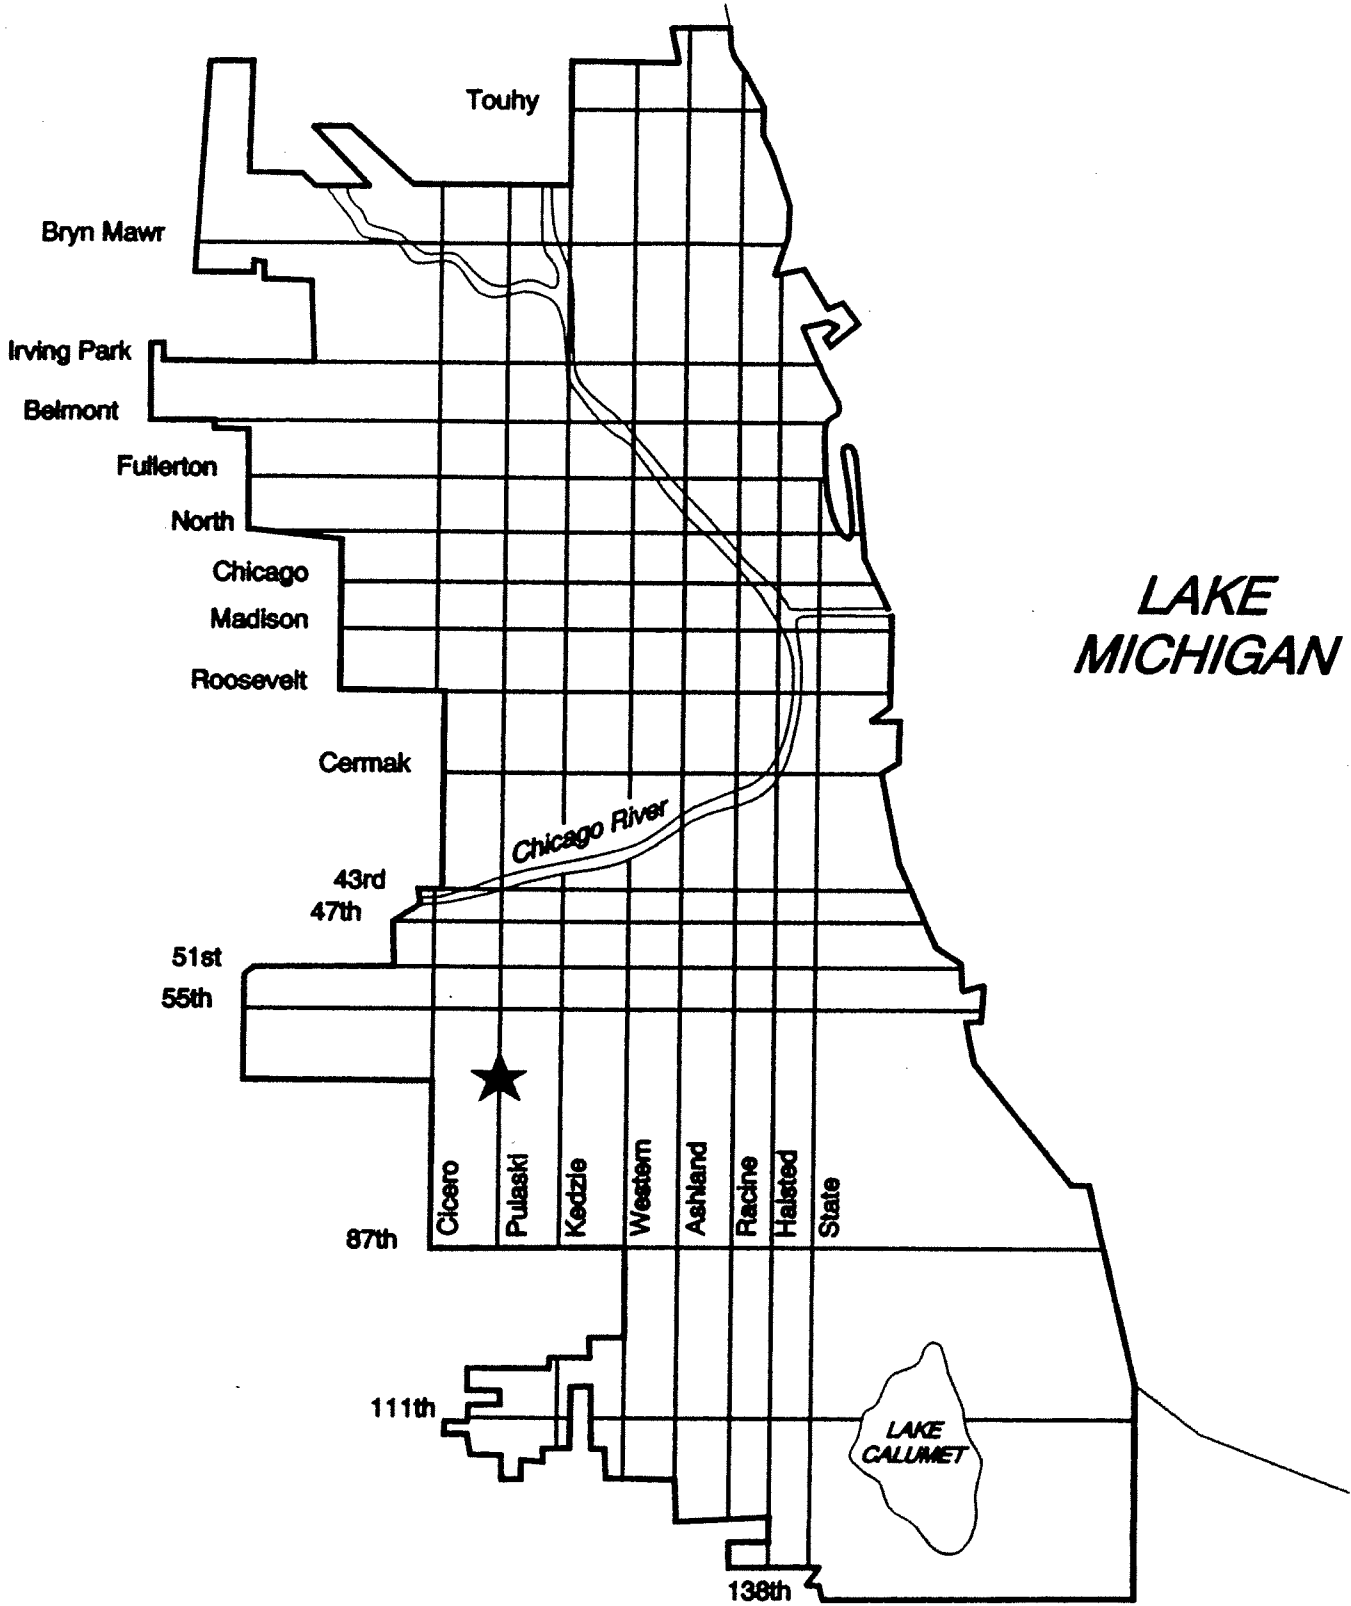 Touhy
Bryn Mawr
Irving Park
Belmont
Fullerton
North
Chicago
Madison
Roosevelt
LAKE
MICHIGAN
Cermak
Chicago River
43rd
47th
51st
55th
Cicero
Pulaski
Kedzie
Western
Ashland
Racine
Halsted
State
87th
111th
LAKE
CALUMET
138th